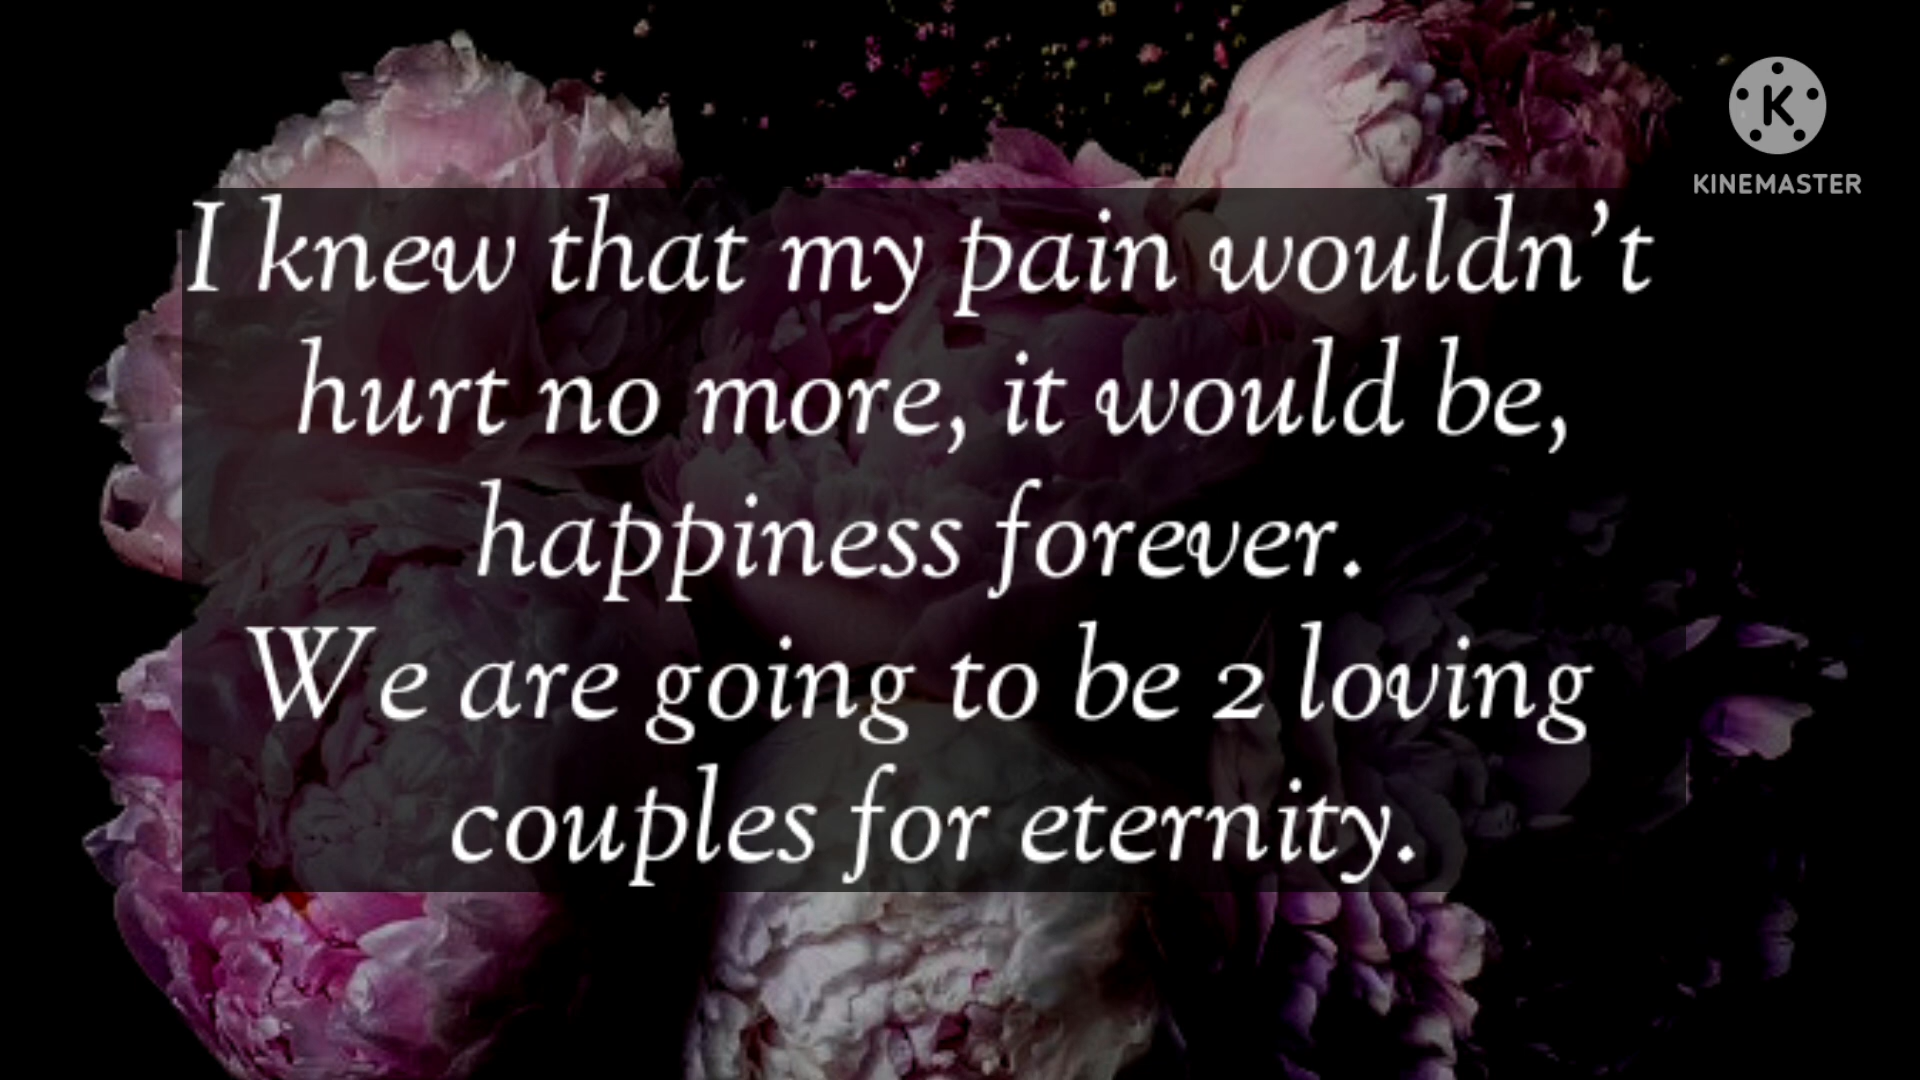 K
KINEMASTER
I knew that my pain wouldn't
hurt no more, it would be,
happiness forever.
We are going to be 2 loving
couples for eternity.